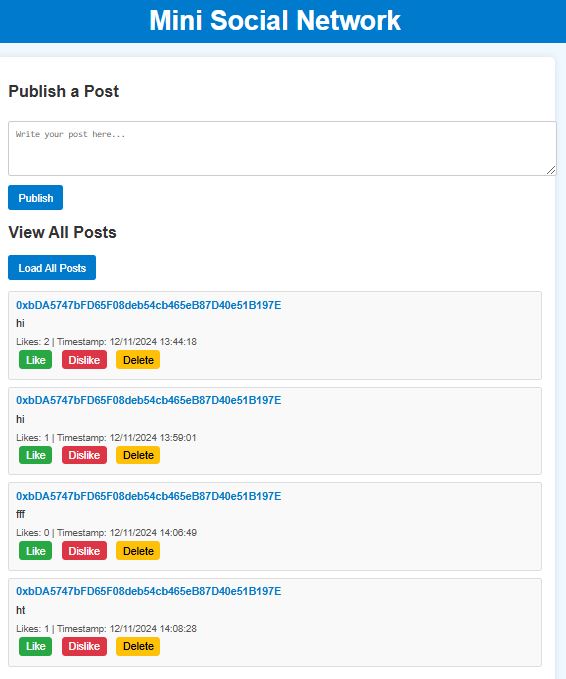 Mini Social Network
Publish a Post
Write your post here...
Publish
View All Posts
Load All Posts
0xbDA5747bFD65F08deb54cb465eB87D40e51B197E
hi
Likes: 2 | Timestamp: 12/11/2024 13:44:18
Like Dislike Delete
0xbDA5747bFD65F08deb54cb465eB87D40e51B197E
hi
Likes: 1 | Timestamp: 12/11/2024 13:59:01
Like Dislike Delete
0xbDA5747bFD65F08deb54cb465eB87D40e51B197E
fff
Likes: 0 | Timestamp: 12/11/2024 14:06:49
Like Dislike Delete
0xbDA5747bFD65F08deb54cb465eB87D40e51B197E
ht
Likes: 1 | Timestamp: 12/11/2024 14:08:28
Like Dislike Delete